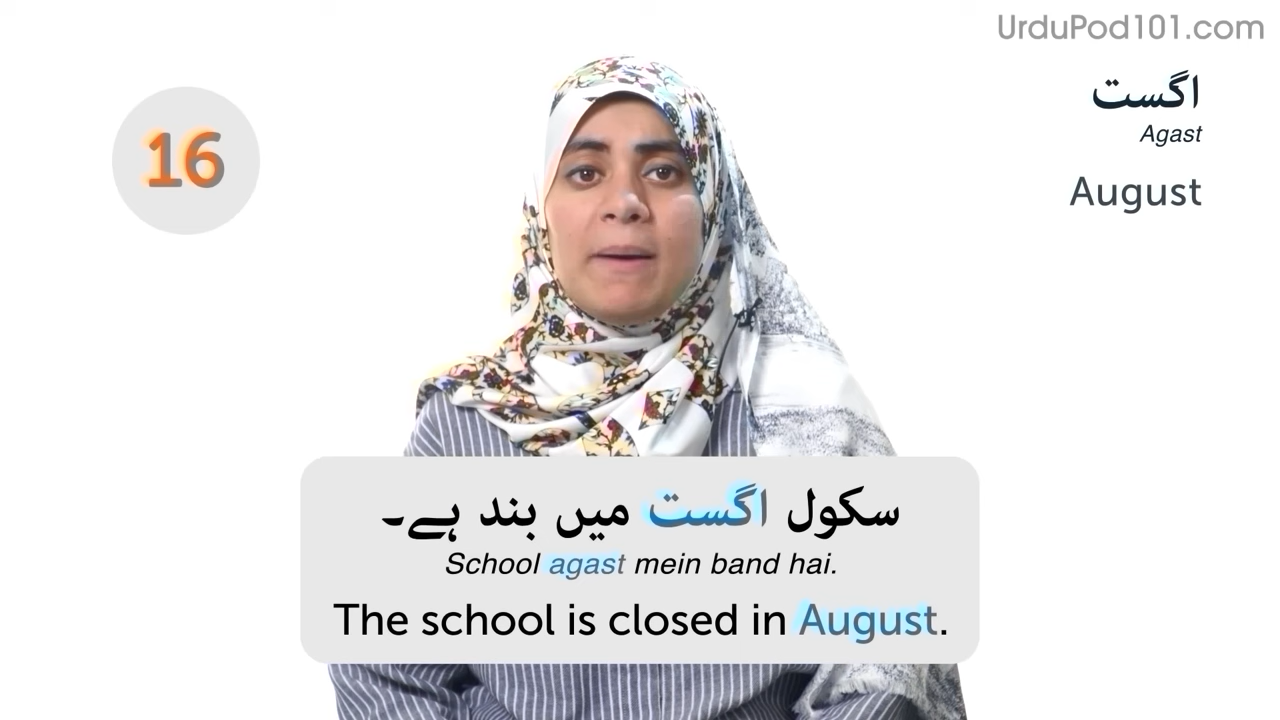 UrduPod101.com
16
اگست
Agast
August
سکول اگست میں بند ہے۔
School agast mein band hai.
The school is closed in August.